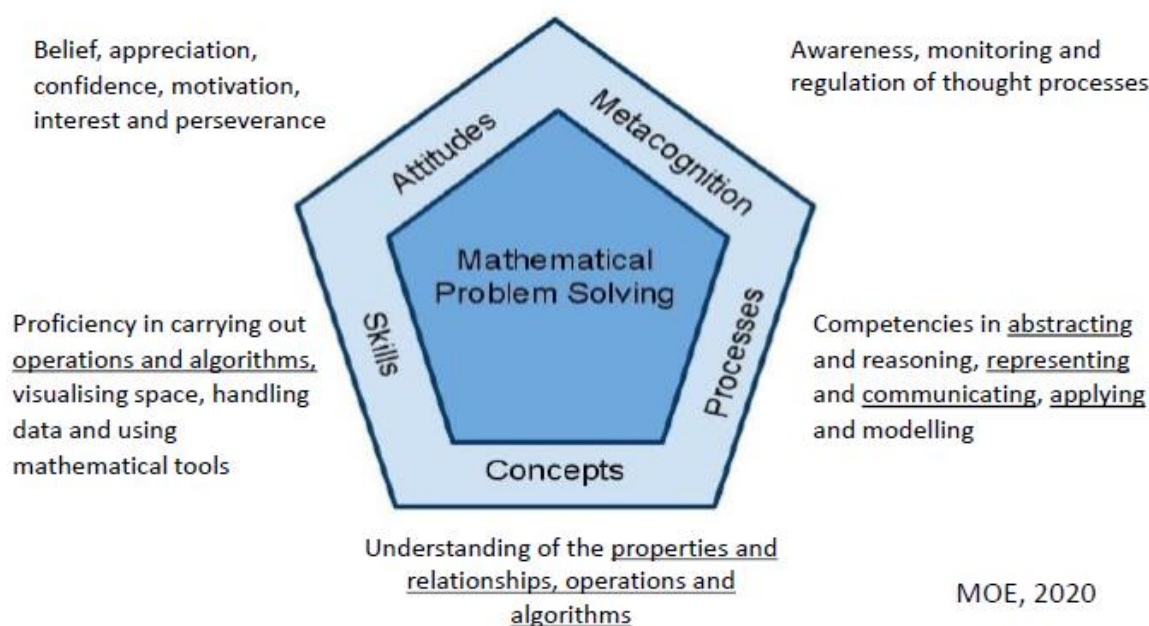 Belief, appreciation,
confidence, motivation,
interest and perseverance
Awareness, monitoring and
regulation of thought processes
Attitudes
Metacognition
Mathematical
Problem Solving
Skills
Processes
Concepts
Proficiency in carrying out
operations and algorithms,
visualising space, handling
data and using
mathematical tools
Competencies in abstracting
and reasoning, representing
and communicating, applying
and modelling
Understanding of the properties and
relationships, operations and
algorithms
MOE, 2020